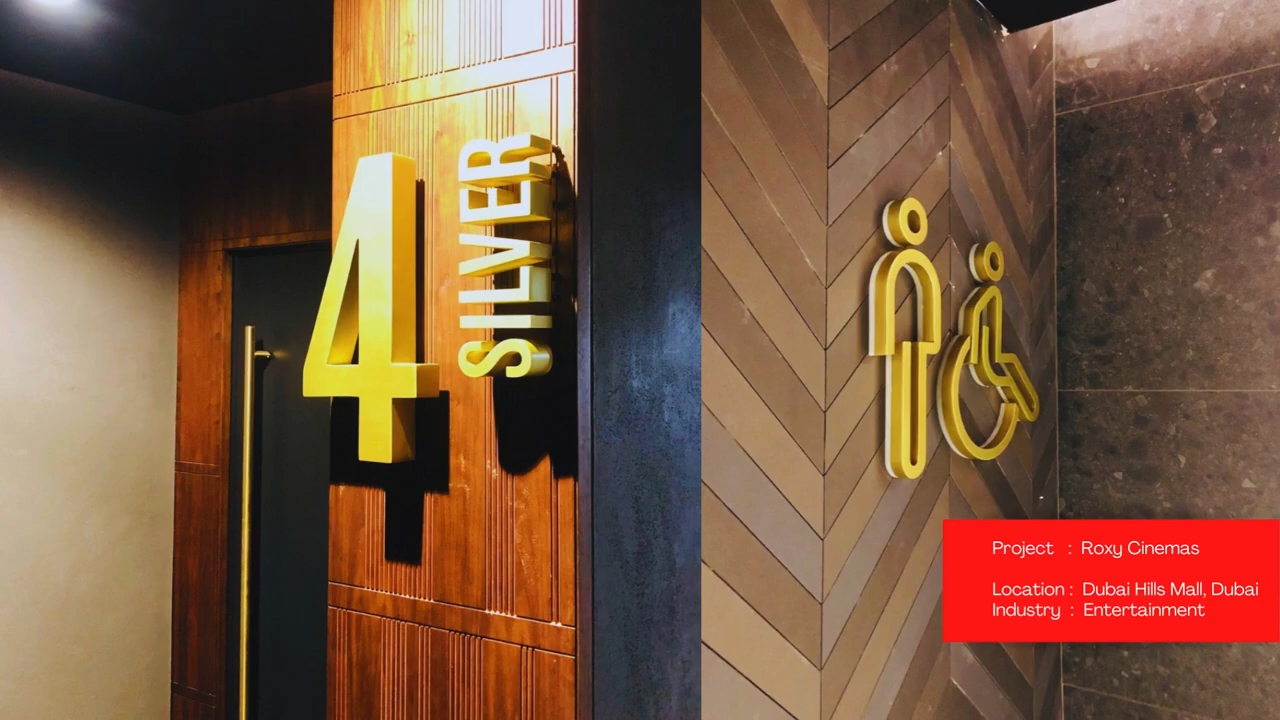 4
SILVER
Project : Roxy Cinemas
Location : Dubai Hills Mall, Dubai
Industry : Entertainment